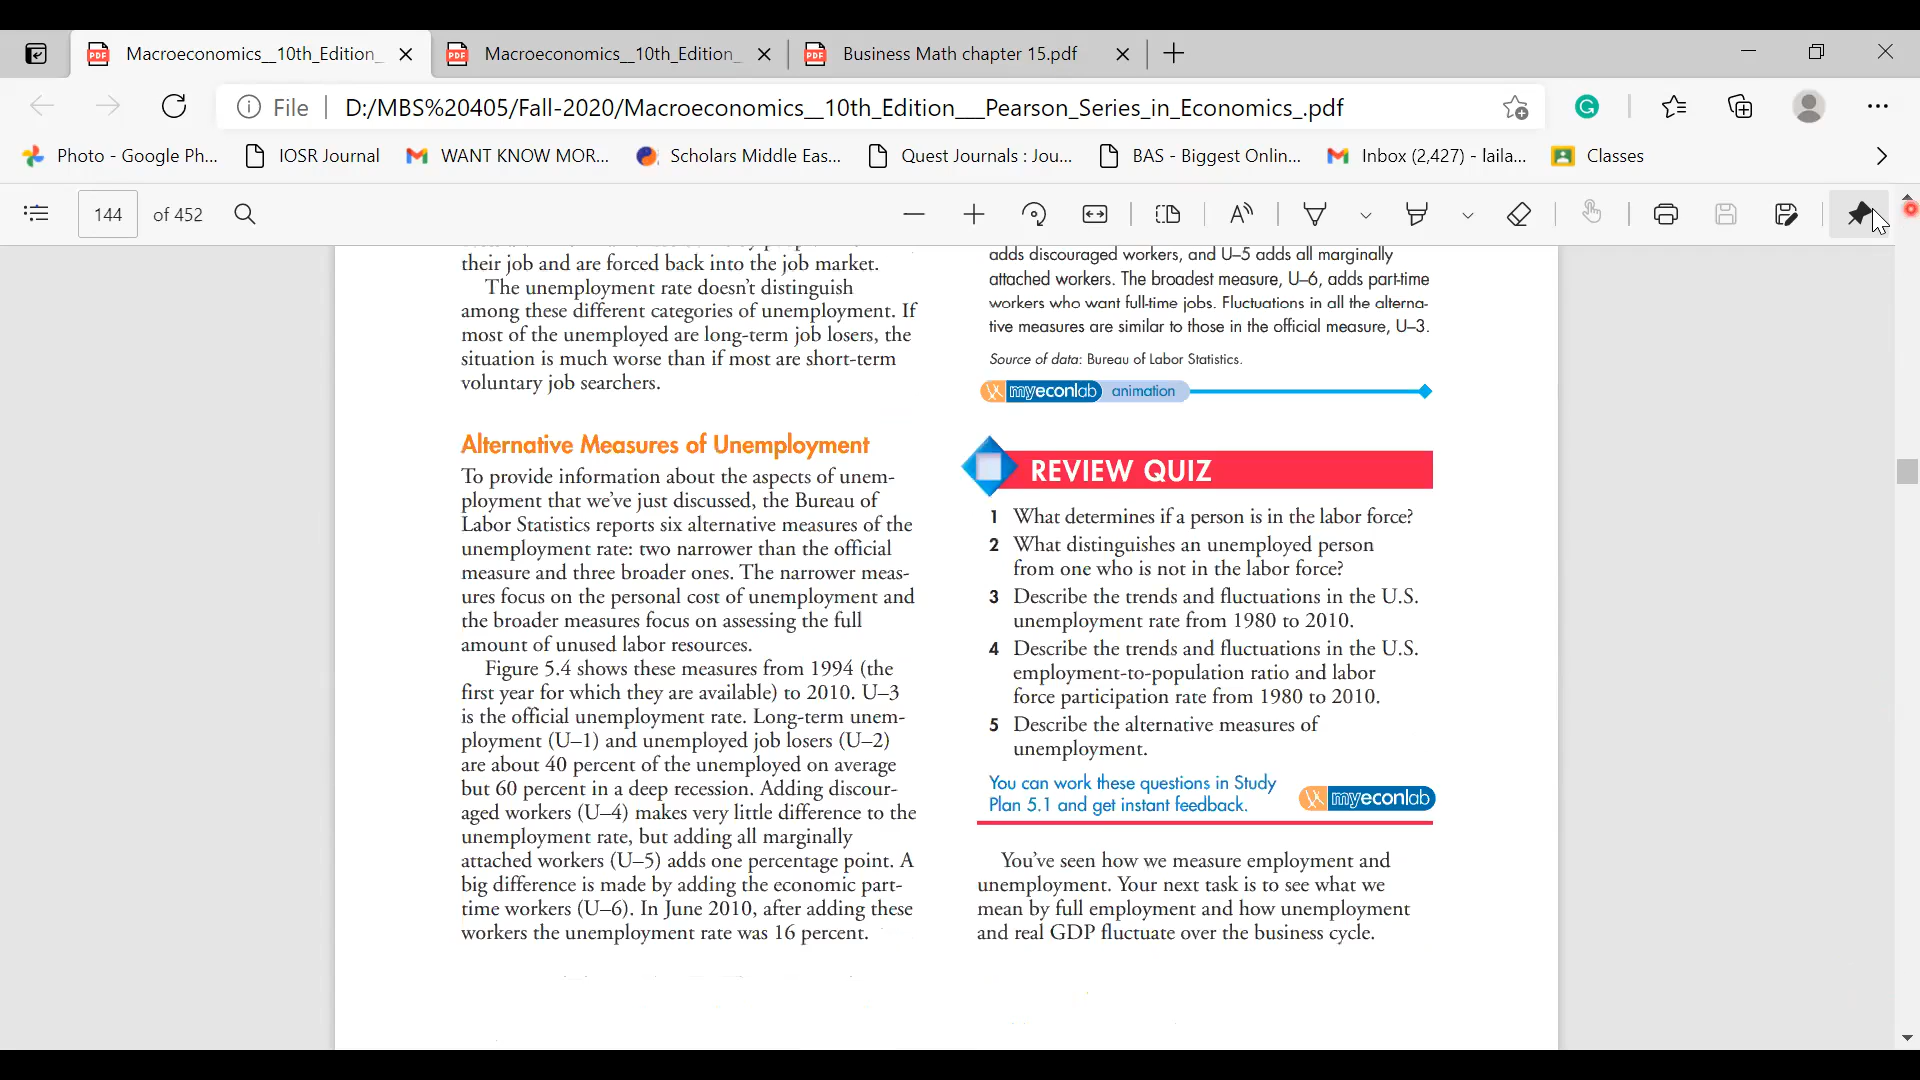 Macroeconomics__10th_Edition_
Macroeconomics__10th_Edition_
Business Math chapter 15.pdf
File
D:/MBS%20405/Fall-2020/Macroeconomics__10th_Edition___Pearson_Series_in_Economics_.pdf
Photo - Google Ph...
IOSR Journal
WANT KNOW MOR...
Scholars Middle Eas...
Quest Journals : Jou...
BAS - Biggest Onlin...
Inbox (2,427) - laila...
Classes
144 of 452
their job and are forced back into the job market.
The unemployment rate doesn't distinguish
among these different categories of unemployment. If
most of the unemployed are long-term job losers, the
situation is much worse than if most are short-term
voluntary job searchers.
Alternative Measures of Unemployment
To provide information about the aspects of unem-
ployment that we've just discussed, the Bureau of
Labor Statistics reports six alternative measures of the
unemployment rate: two narrower than the official
measure and three broader ones. The narrower meas-
ures focus on the personal cost of unemployment and
the broader measures focus on assessing the full
amount of unused labor resources.
Figure 5.4 shows these measures from 1994 (the
first year for which they are available) to 2010. U–3
is the official unemployment rate. Long-term unem-
ployment (U–1) and unemployed job losers (U–2)
are about 40 percent of the unemployed on average
but 60 percent in a deep recession. Adding discour-
aged workers (U–4) makes very little difference to the
unemployment rate, but adding all marginally
attached workers (U–5) adds one percentage point. A
big difference is made by adding the economic part-
time workers (U–6). In June 2010, after adding these
workers the unemployment rate was 16 percent.
adds discouraged workers, and U–5 adds all marginally
attached workers. The broadest measure, U–6, adds part-time
workers who want full-time jobs. Fluctuations in all the alterna-
tive measures are similar to those in the official measure, U–3.
Source of data: Bureau of Labor Statistics.
myeconlab animation
REVIEW QUIZ
1 What determines if a person is in the labor force?
2 What distinguishes an unemployed person
from one who is not in the labor force?
3 Describe the trends and fluctuations in the U.S.
unemployment rate from 1980 to 2010.
4 Describe the trends and fluctuations in the U.S.
employment-to-population ratio and labor
force participation rate from 1980 to 2010.
5 Describe the alternative measures of
unemployment.
You can work these questions in Study
Plan 5.1 and get instant feedback.
myeconlab
You've seen how we measure employment and
unemployment. Your next task is to see what we
mean by full employment and how unemployment
and real GDP fluctuate over the business cycle.